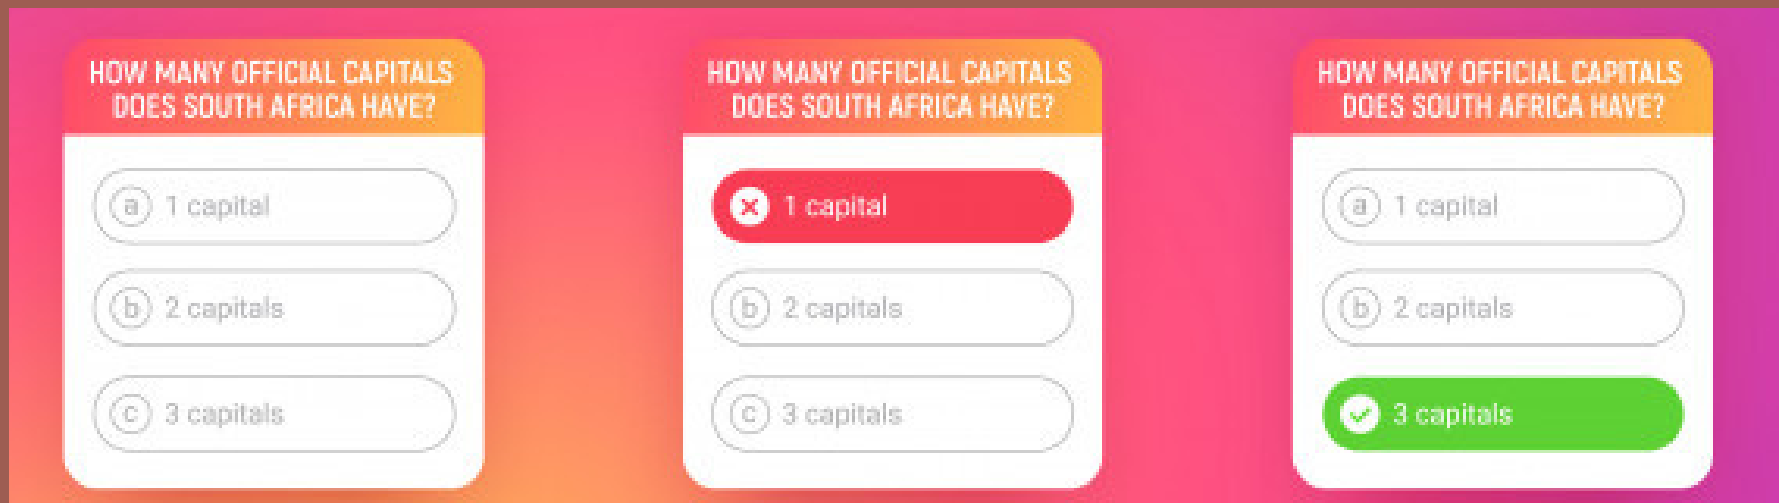 HOW MANY OFFICIAL CAPITALS
DOES SOUTH AFRICA HAVE?
a 1 capital
b 2 capitals
c 3 capitals
HOW MANY OFFICIAL CAPITALS
DOES SOUTH AFRICA HAVE?
1 capital
b 2 capitals
c 3 capitals
HOW MANY OFFICIAL CAPITALS
DOES SOUTH AFRICA HAVE?
a 1 capital
b 2 capitals
3 capitals